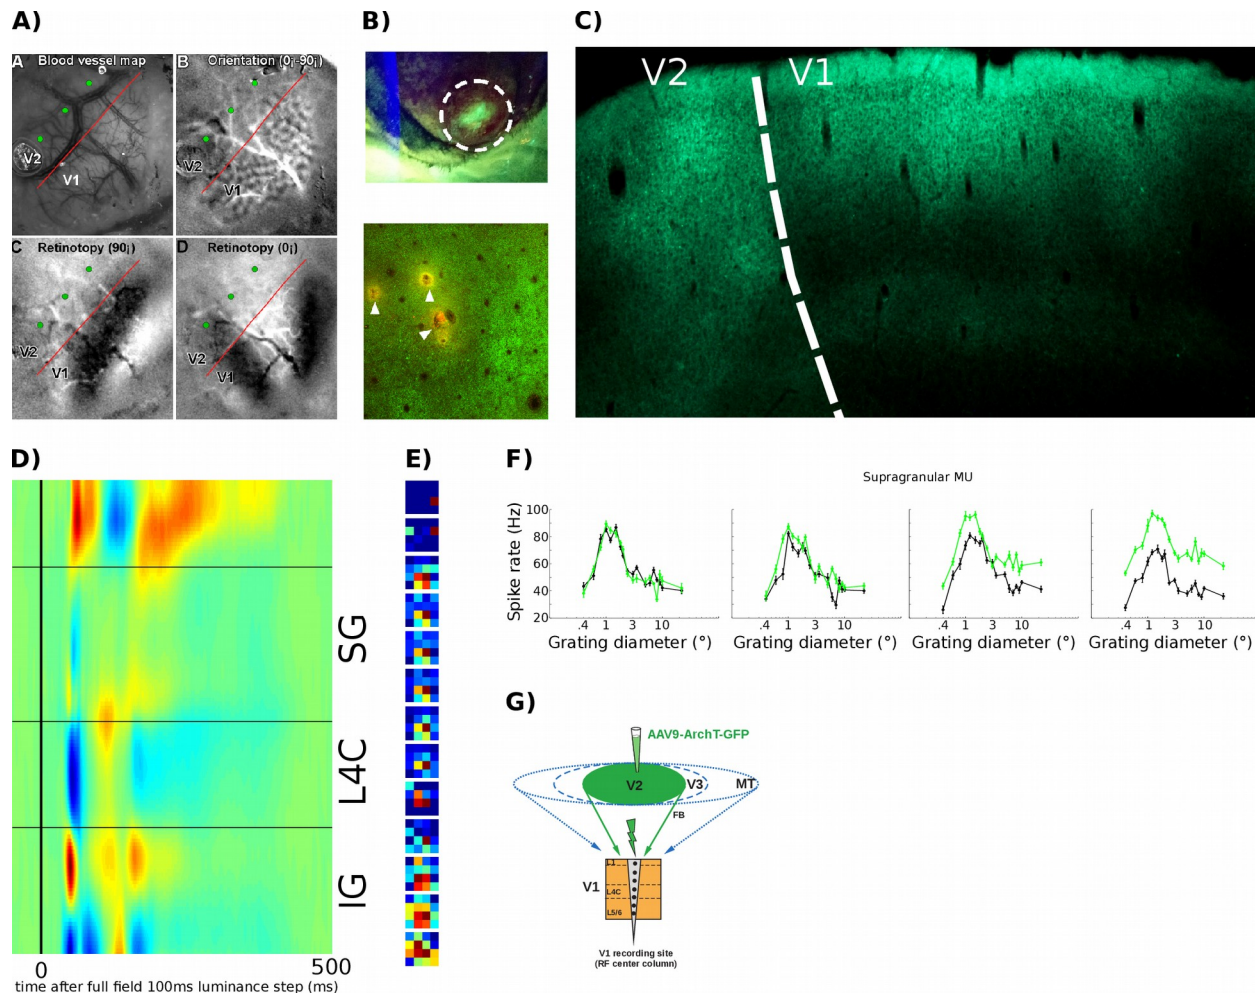 A)
B)
C)
A Blood vessel map
V2
V1
B Orientation (0¡-90¡)
V2
V1
C Retinotopy (90¡)
V2
V1
D Retinotopy (0¡)
V2
V1
V2 V1
D)
E)
F)
SG
L4C
IG
0
500
time after full field 100ms luminance step (ms)
Supragranular MU
Spike rate (Hz)
100
80
60
40
20
.4 1 3 10
Grating diameter (°)
.4 1 3 10
Grating diameter (°)
.4 1 3 10
Grating diameter (°)
.4 1 3 10
Grating diameter (°)
G)
AAV9-ArchT-GFP
V2
V3
MT
FB
V1
L4C
L5/6
V1 recording site
(RF center column)